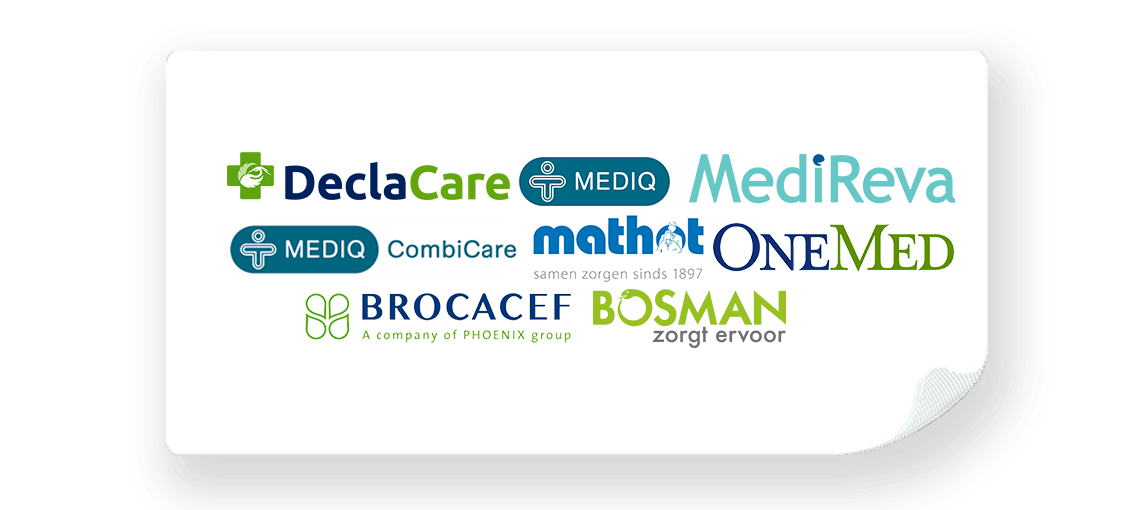 DeclaCare MEDIQ MediReva
MEDIQ CombiCare mathot ONEMED
samen zorgen sinds 1897
BROCACEF BOSMAN
A company of PHOENIX group zorgt ervoor